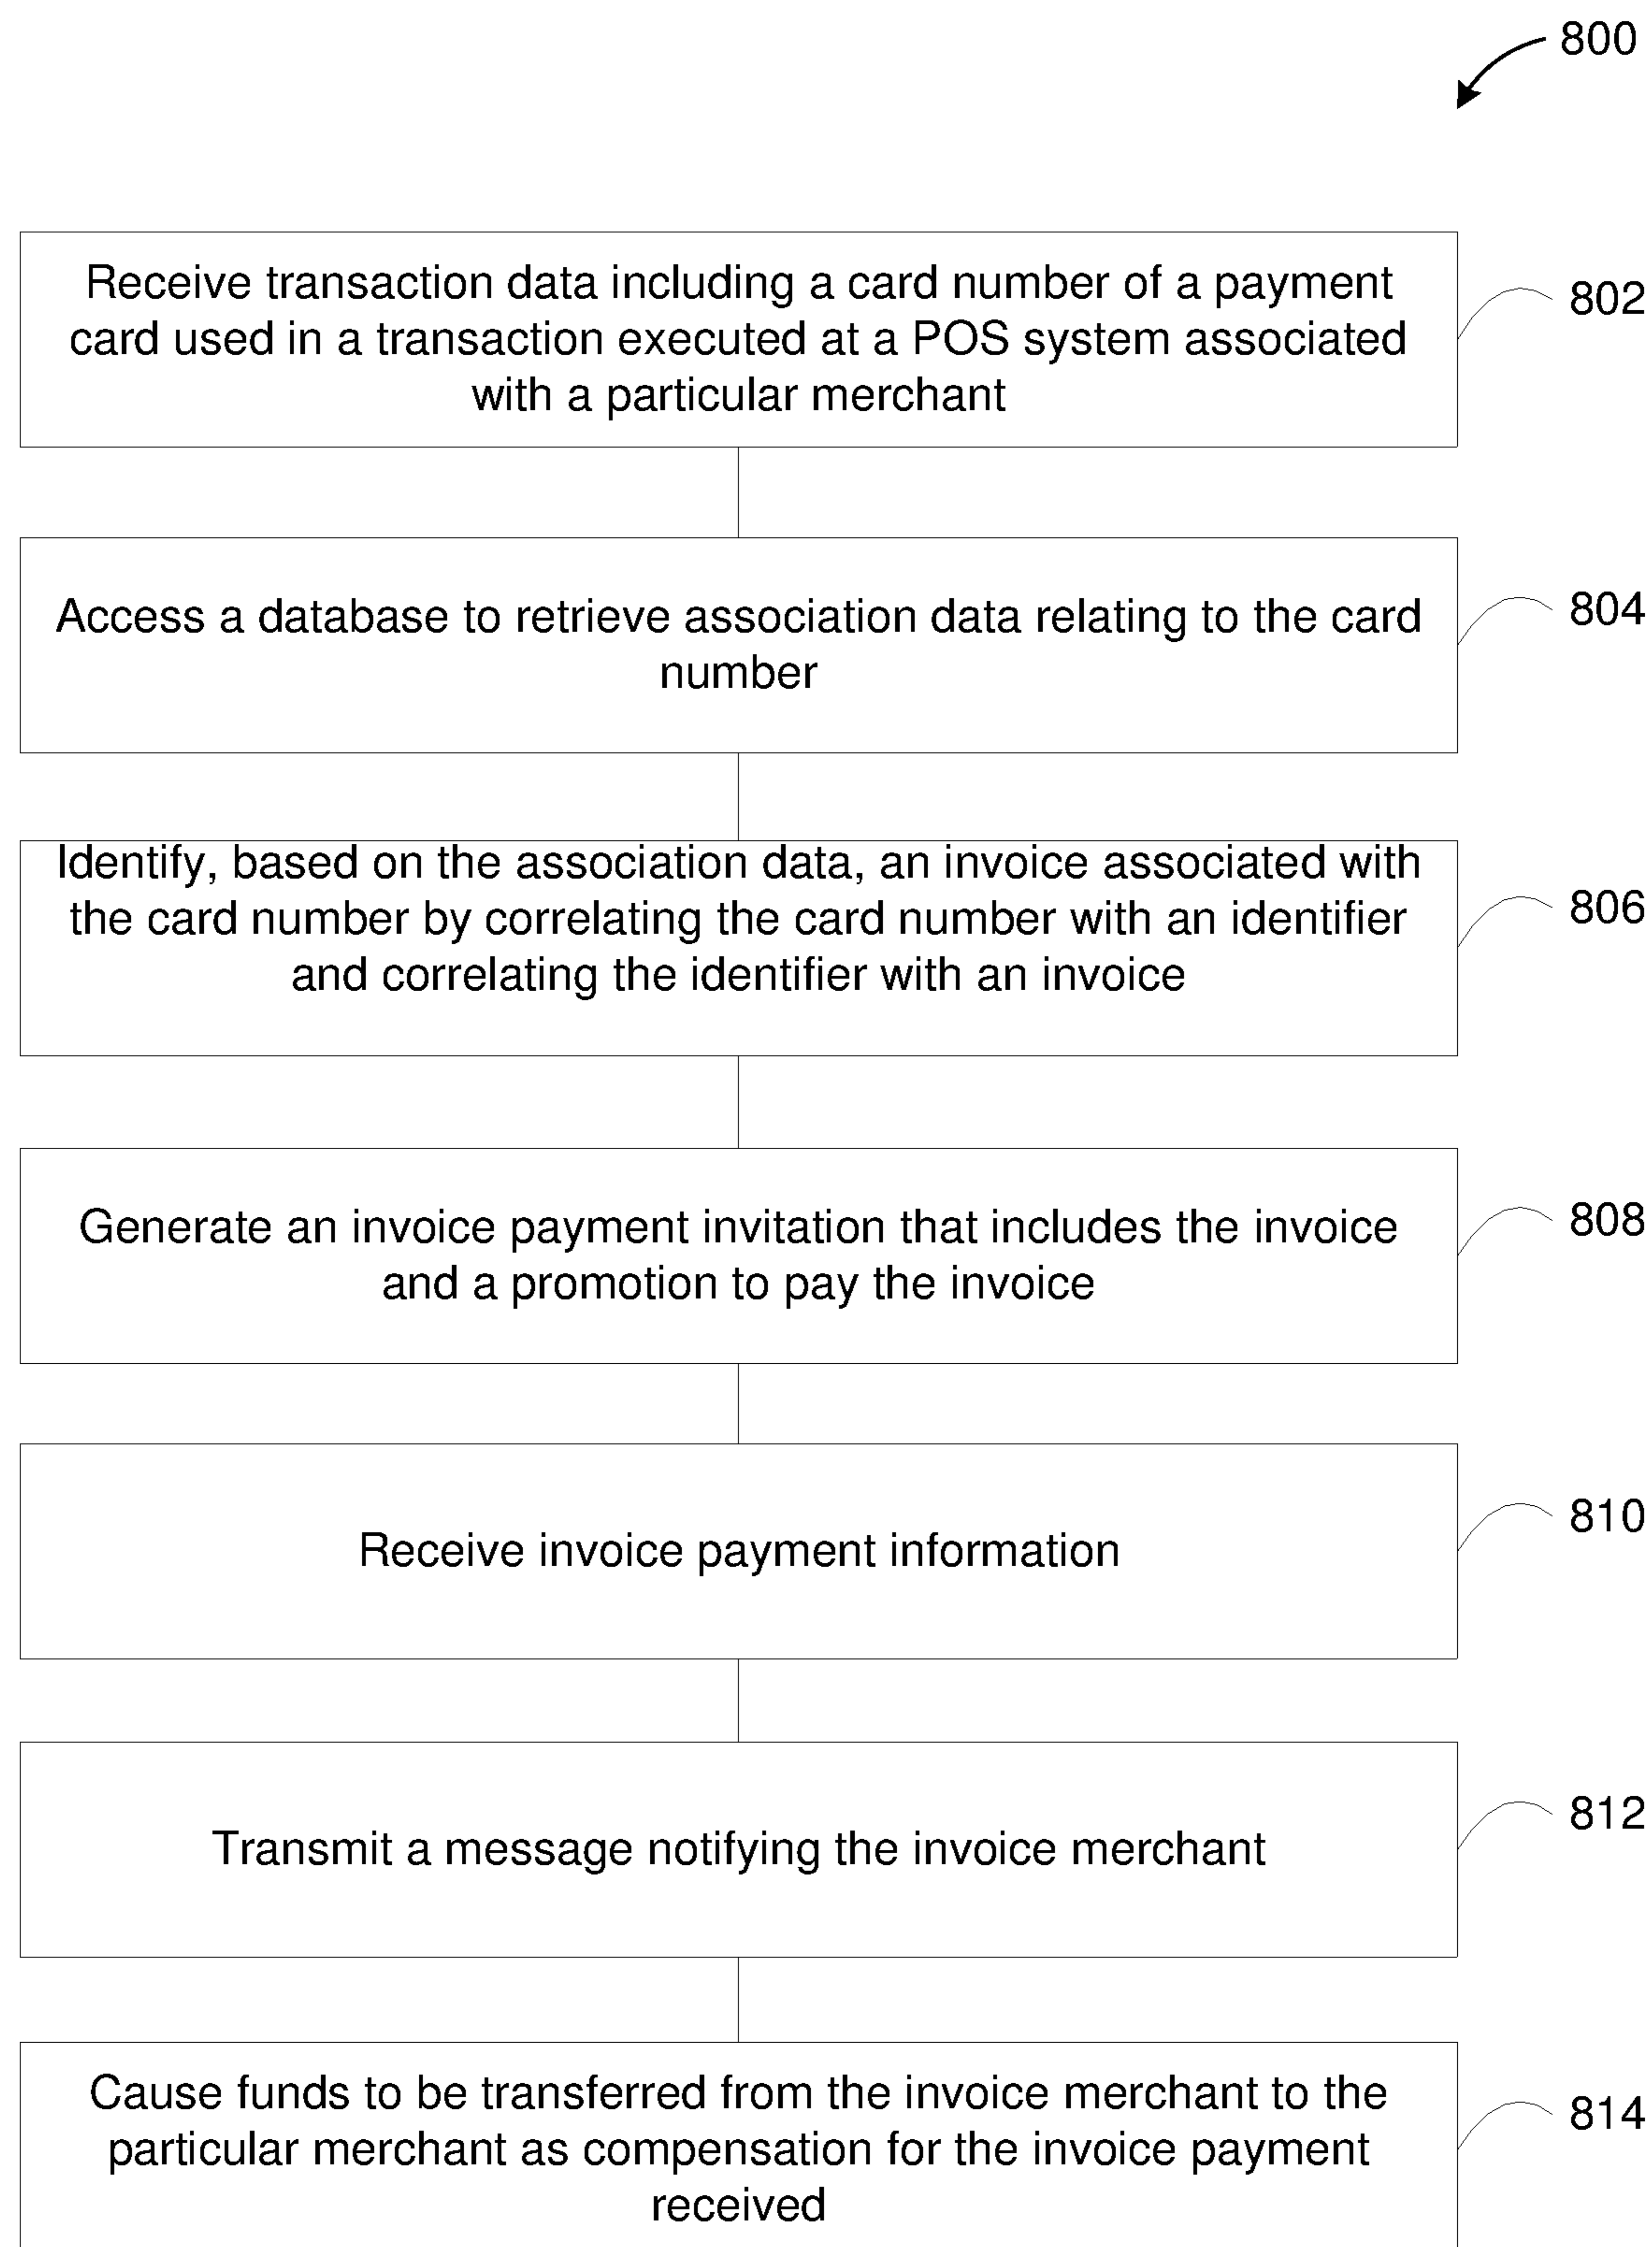 800
Receive transaction data including a card number of a payment
card used in a transaction executed at a POS system associated
with a particular merchant
802
Access a database to retrieve association data relating to the card
number
804
Identify, based on the association data, an invoice associated with
the card number by correlating the card number with an identifier
and correlating the identifier with an invoice
806
Generate an invoice payment invitation that includes the invoice
and a promotion to pay the invoice
808
Receive invoice payment information
810
Transmit a message notifying the invoice merchant
812
Cause funds to be transferred from the invoice merchant to the
particular merchant as compensation for the invoice payment
received
814